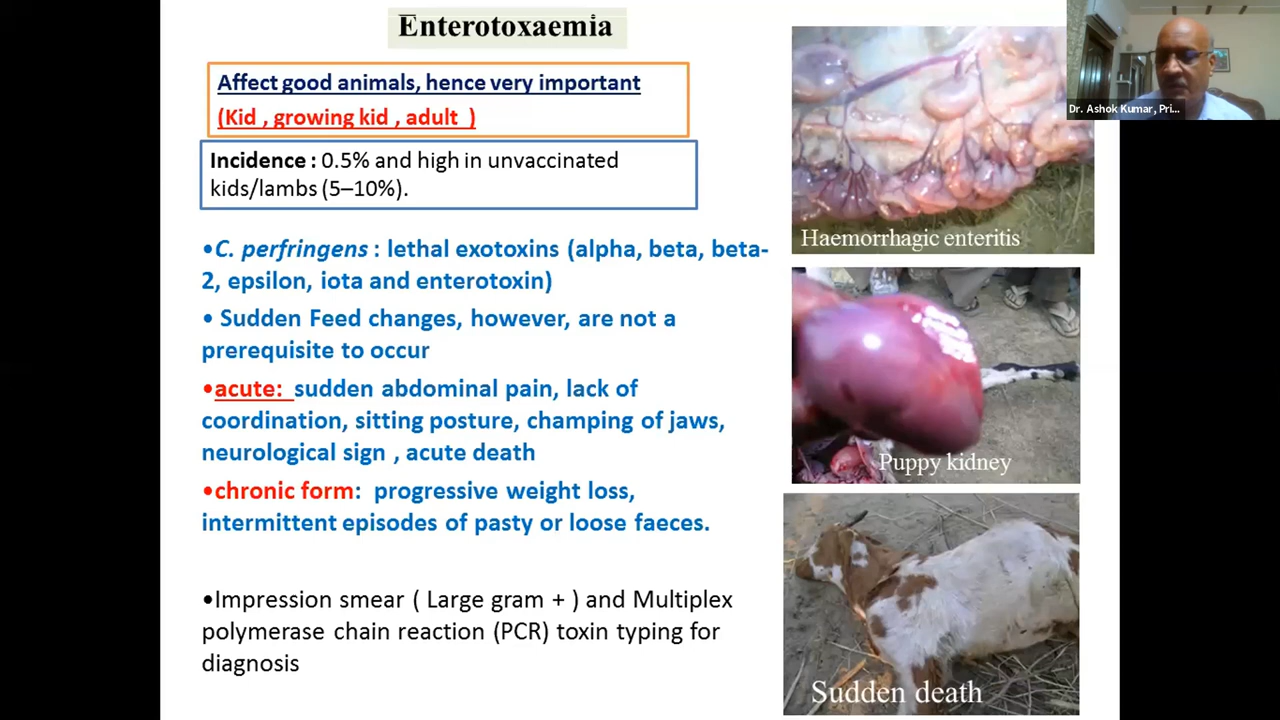 Enterotoxaemia
Affect good animals, hence very important
(Kid , growing kid , adult )
Incidence : 0.5% and high in unvaccinated
kids/lambs (5–10%).
•C. perfringens : lethal exotoxins (alpha, beta, beta-
2, epsilon, iota and enterotoxin)
• Sudden Feed changes, however, are not a
prerequisite to occur
•acute: sudden abdominal pain, lack of
coordination, sitting posture, champing of jaws,
neurological sign , acute death
•chronic form: progressive weight loss,
intermittent episodes of pasty or loose faeces.
•Impression smear ( Large gram + ) and Multiplex
polymerase chain reaction (PCR) toxin typing for
diagnosis
Haemorrhagic enteritis
Puppy kidney
Sudden death
Dr. Ashok Kumar, Pri...